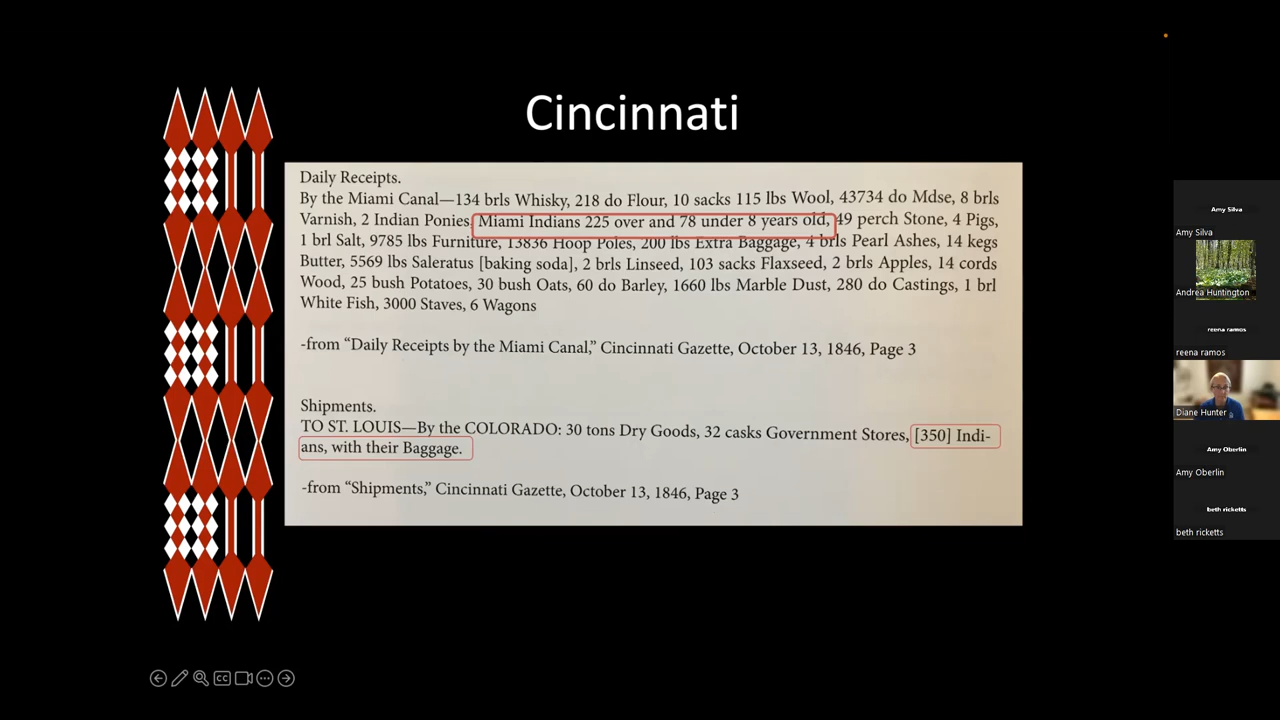 Cincinnati
Daily Receipts.
By the Miami Canal—134 brls Whisky, 218 do Flour, 10 sacks 115 lbs Wool, 43734 do Mdse, 8 brls
Varnish, 2 Indian Ponies, Miami Indians 225 over and 78 under 8 years old, 49 perch Stone, 4 Pigs,
1 brl Salt, 9785 lbs Furniture, 13836 Hoop Poles, 200 lbs Extra Baggage, 4 brls Pearl Ashes, 14 kegs
Butter, 5569 lbs Saleratus [baking soda], 2 brls Linseed, 103 sacks Flaxseed, 2 brls Apples, 14 cords
Wood, 25 bush Potatoes, 30 bush Oats, 60 do Barley, 1660 lbs Marble Dust, 280 do Castings, 1 brl
White Fish, 3000 Staves, 6 Wagons
-from “Daily Receipts by the Miami Canal,” Cincinnati Gazette, October 13, 1846, Page 3
Shipments.
TO ST. LOUIS—By the COLORADO: 30 tons Dry Goods, 32 casks Government Stores, [350] Indi-
ans, with their Baggage.
-from “Shipments,” Cincinnati Gazette, October 13, 1846, Page 3
CC
Amy Silva
Amy Silva
Andrea Huntington
reena ramos
reena ramos
Diane Hunter
Amy Oberlin
Amy Oberlin
beth ricketts
beth ricketts